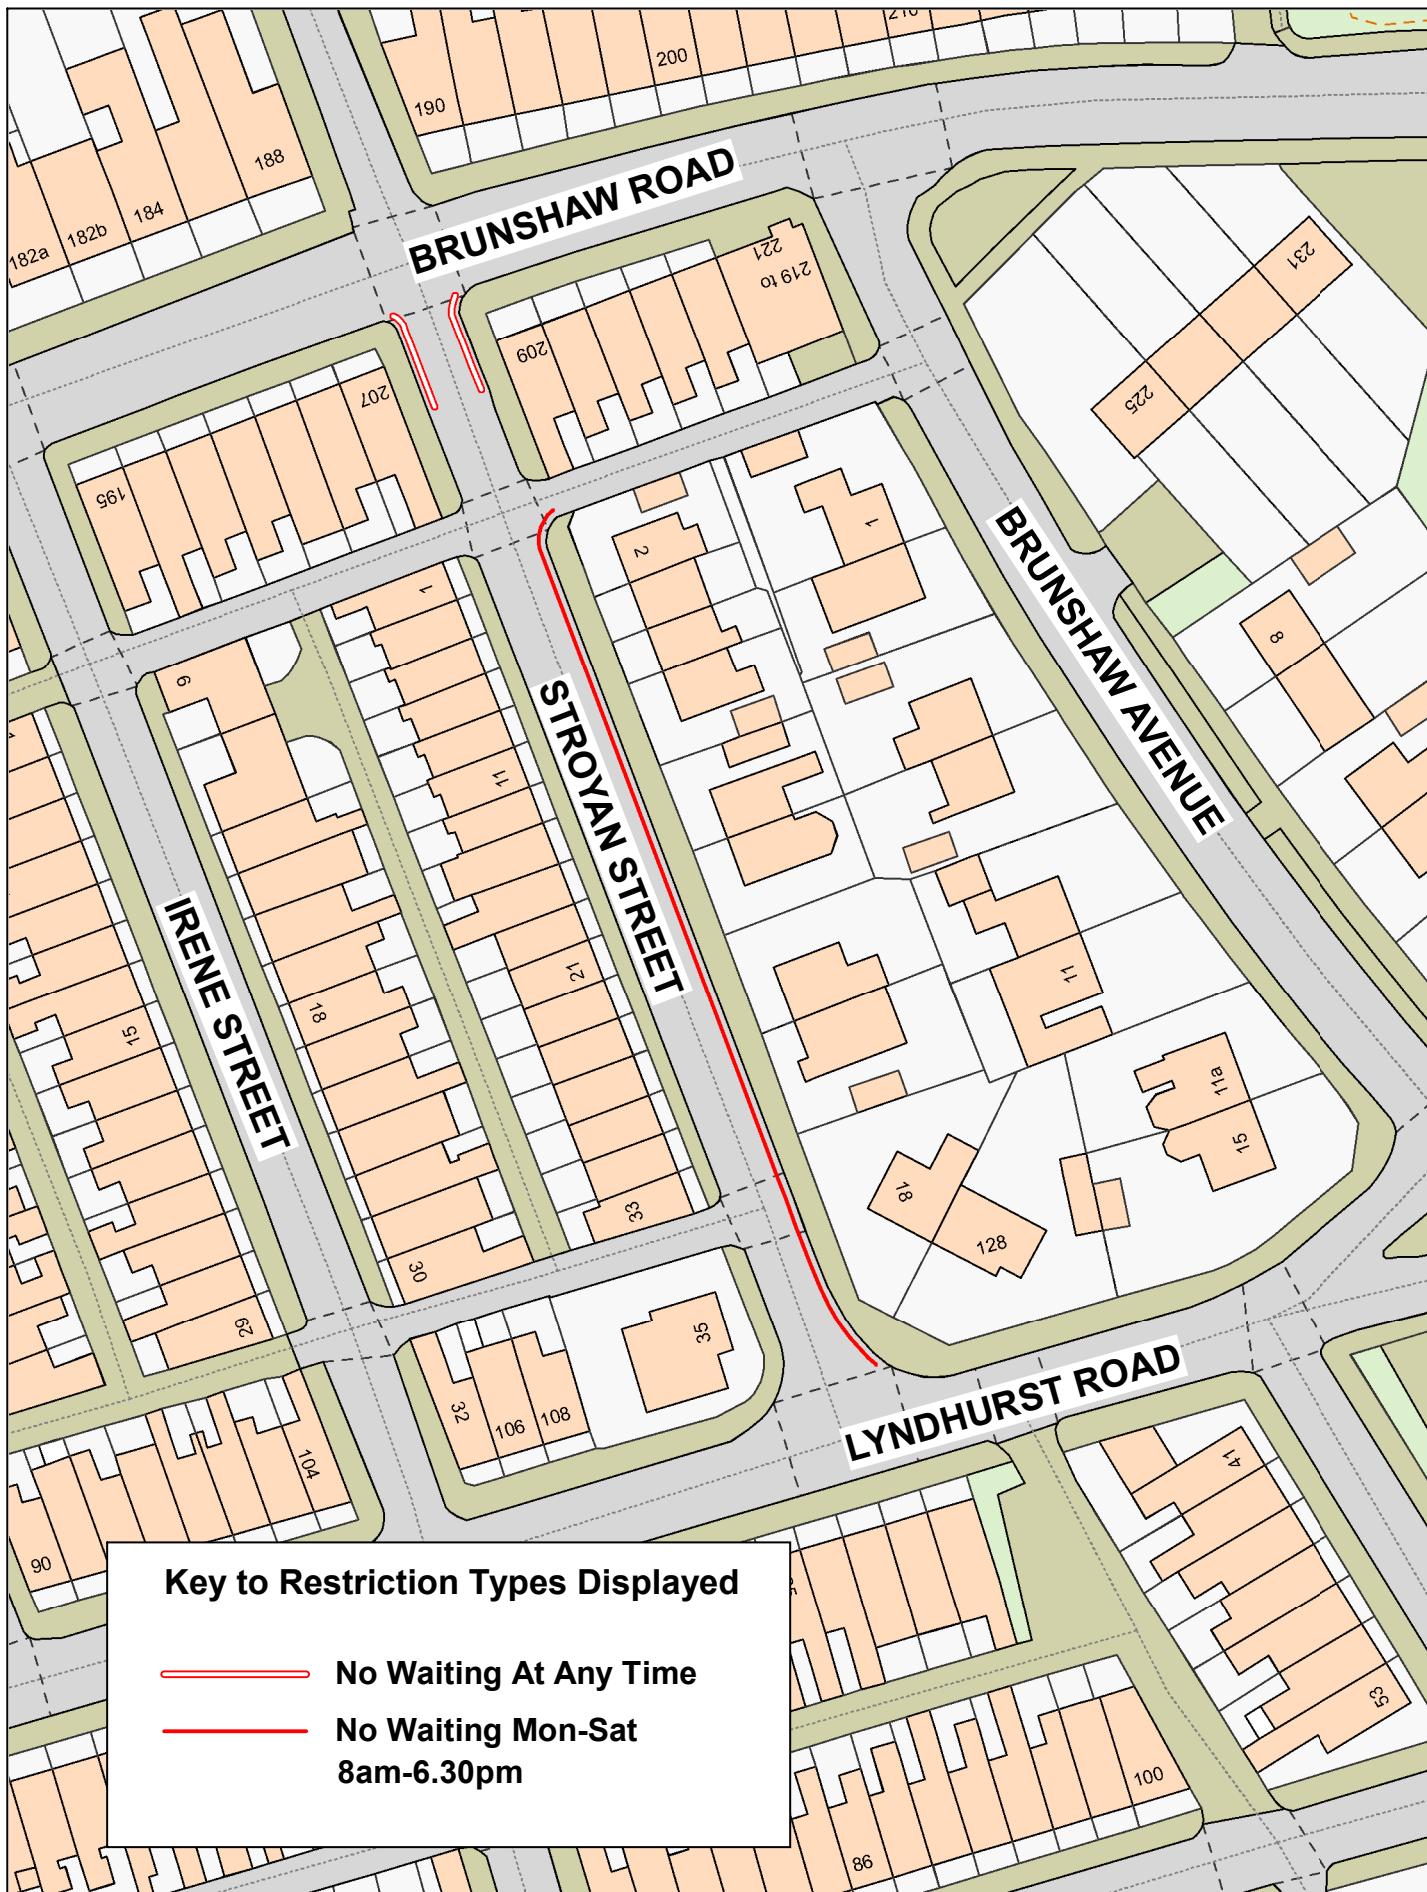 210
200
190
188
184
182b
182a
BRUNSHAW ROAD
221
219 to
209
207
195
231
225
1
2
1
BRUNSHAW AVENUE
8
9
STROYAN STREET
11
21
33
IRENE STREET
18
15
30
29
11
11a
15
18
128
35
32
106
108
LYNDHURST ROAD
104
90
41
53
100
86
Key to Restriction Types Displayed
No Waiting At Any Time
No Waiting Mon-Sat
8am-6.30pm